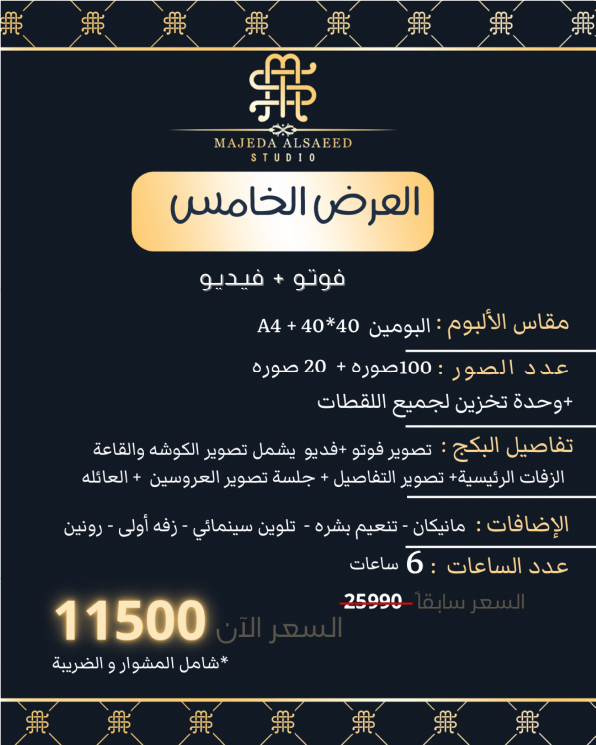 MAJEDA ALSAEED
STUDIO
العرض الخامس
فوتو + فيديو
مقاس الألبوم : البومين 40*40 + A4
عدد الصور : 100صوره + 20 صوره
+وحدة تخزين لجميع اللقطات
تفاصيل البكج : تصوير فوتو +فديو يشمل تصوير الكوشه والقاعة
الزفات الرئيسية+ تصوير التفاصيل + جلسة تصوير العروسين + العائله
الإضافات : مانيكان - تنعيم بشره - تلوين سينمائي - زفه أولى - رونين
عدد الساعات : 6 ساعات
السعر سابقاً 25990
السعر الآن 11500
*شامل المشوار و الضريبة